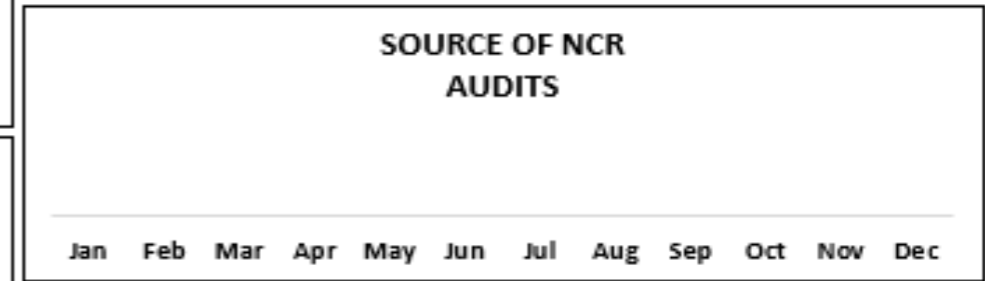 SOURCE OF NCR
AUDITS
Jan Feb Mar Apr May Jun Jul Aug Sep Oct Nov Dec